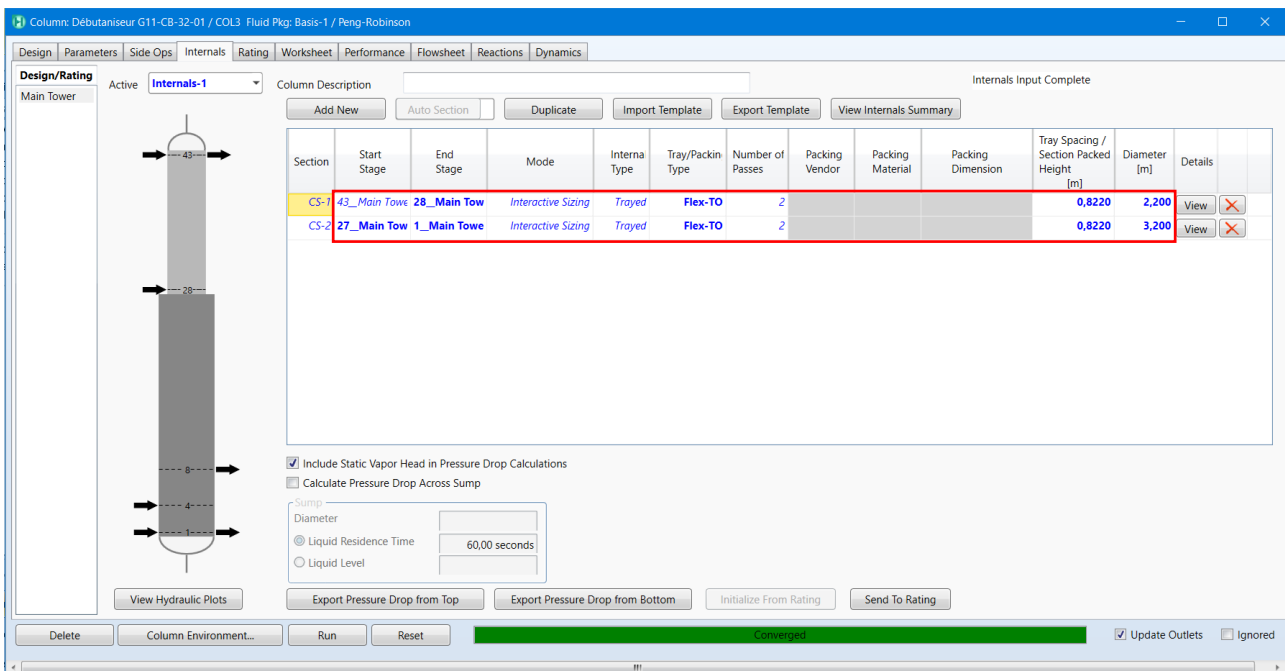 Column: Débutaniseur G11-CB-32-01 / COL3 Fluid Pkg: Basis-1 / Peng-Robinson
Design Parameters Side Ops Internals Rating Worksheet Performance Flowsheet Reactions Dynamics
Design/Rating
Main Tower
Active Internals-1 Column Description Internals Input Complete
Add New Auto Section Duplicate Import Template Export Template View Internals Summary
Section Start Stage End Stage Mode Interna Type Tray/Packin Type Number of Passes Packing Vendor Packing Material Packing Dimension Tray Spacing / Section Packed Height [m] Diameter [m] Details
CS-1 43__Main Towe 28__Main Tow Interactive Sizing Trayed Flex-TO 2 0,8220 2,200 View
CS-2 27__Main Tow 1__Main Towe Interactive Sizing Trayed Flex-TO 2 0,8220 3,200 View
43
28
8
4
1
Include Static Vapor Head in Pressure Drop Calculations
Calculate Pressure Drop Across Sump
Sump
Diameter
Liquid Residence Time 60,00 seconds
Liquid Level
View Hydraulic Plots Export Pressure Drop from Top Export Pressure Drop from Bottom Initialize From Rating Send To Rating
Delete Column Environment... Run Reset Converged Update Outlets Ignored